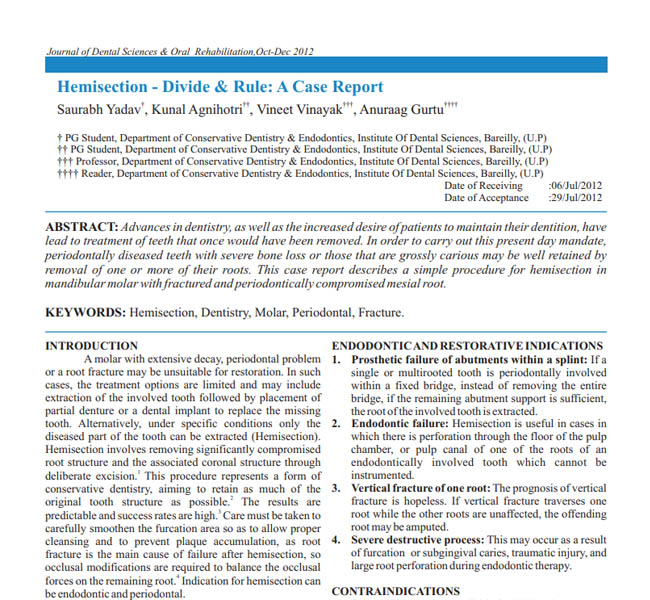 Journal of Dental Sciences & Oral Rehabilitation,Oct-Dec 2012
Hemisection - Divide & Rule: A Case Report
Saurabh Yadav†, Kunal Agnihotri††, Vineet Vinayak†††, Anuraag Gurtu††††
† PG Student, Department of Conservative Dentistry & Endodontics, Institute Of Dental Sciences, Bareilly, (U.P)
†† PG Student, Department of Conservative Dentistry & Endodontics, Institute Of Dental Sciences, Bareilly, (U.P)
††† Professor, Department of Conservative Dentistry & Endodontics, Institute Of Dental Sciences, Bareilly, (U.P)
†††† Reader, Department of Conservative Dentistry & Endodontics, Institute Of Dental Sciences, Bareilly, (U.P)
Date of Receiving :06/Jul/2012
Date of Acceptance :29/Jul/2012
ABSTRACT: Advances in dentistry, as well as the increased desire of patients to maintain their dentition, have
lead to treatment of teeth that once would have been removed. In order to carry out this present day mandate,
periodontally diseased teeth with severe bone loss or those that are grossly carious may be well retained by
removal of one or more of their roots. This case report describes a simple procedure for hemisection in
mandibular molar with fractured and periodontically compromised mesial root.
KEYWORDS: Hemisection, Dentistry, Molar, Periodontal, Fracture.
INTRODUCTION
A molar with extensive decay, periodontal problem
or a root fracture may be unsuitable for restoration. In such
cases, the treatment options are limited and may include
extraction of the involved tooth followed by placement of
partial denture or a dental implant to replace the missing
tooth. Alternatively, under specific conditions only the
diseased part of the tooth can be extracted (Hemisection).
Hemisection involves removing significantly compromised
root structure and the associated coronal structure through
deliberate excision.1 This procedure represents a form of
conservative dentistry, aiming to retain as much of the
original tooth structure as possible.2 The results are
predictable and success rates are high.3 Care must be taken to
carefully smoothen the furcation area so as to allow proper
cleansing and to prevent plaque accumulation, as root
fracture is the main cause of failure after hemisection, so
occlusal modifications are required to balance the occlusal
forces on the remaining root.4 Indication for hemisection can
be endodontic and periodontal.
ENDODONTIC AND RESTORATIVE INDICATIONS
1. Prosthetic failure of abutments within a splint: If a
single or multirooted tooth is periodontally involved
within a fixed bridge, instead of removing the entire
bridge, if the remaining abutment support is sufficient,
the root of the involved tooth is extracted.
2. Endodontic failure: Hemisection is useful in cases in
which there is perforation through the floor of the pulp
chamber, or pulp canal of one of the roots of an
endodontically involved tooth which cannot be
instrumented.
3. Vertical fracture of one root: The prognosis of vertical
fracture is hopeless. If vertical fracture traverses one
root while the other roots are unaffected, the offending
root may be amputed.
4. Severe destructive process: This may occur as a result
of furcation or subgingival caries, traumatic injury, and
large root perforation during endodontic therapy.
CONTRAINDICATIONS